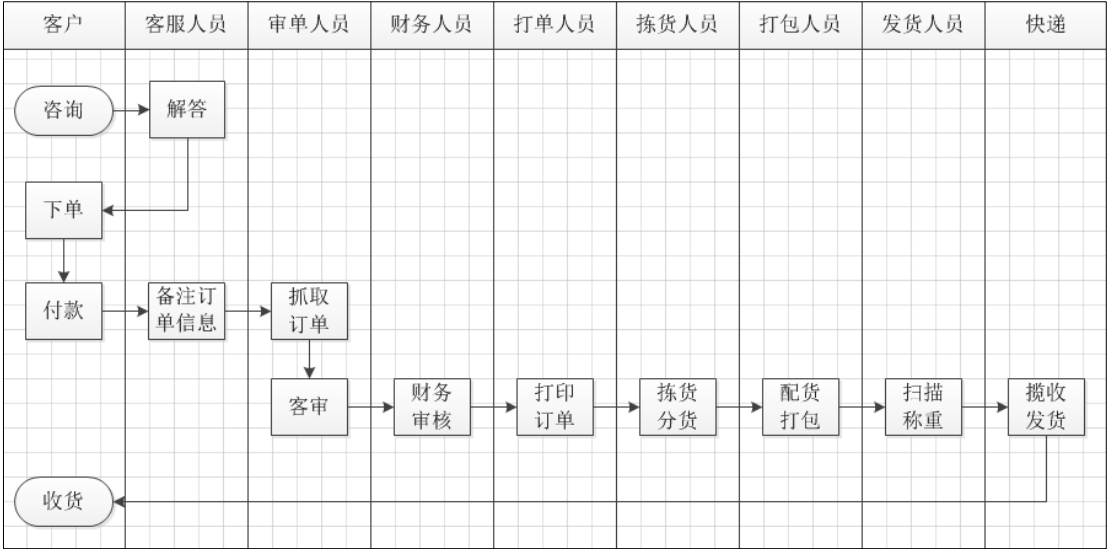 客户
客服人员
审单人员
财务人员
打单人员
拣货人员
打包人员
发货人员
快递
咨询
解答
下单
付款
备注订
单信息
抓取
订单
客审
财务
审核
打印
订单
拣货
分货
配货
打包
扫描
称重
揽收
发货
收货